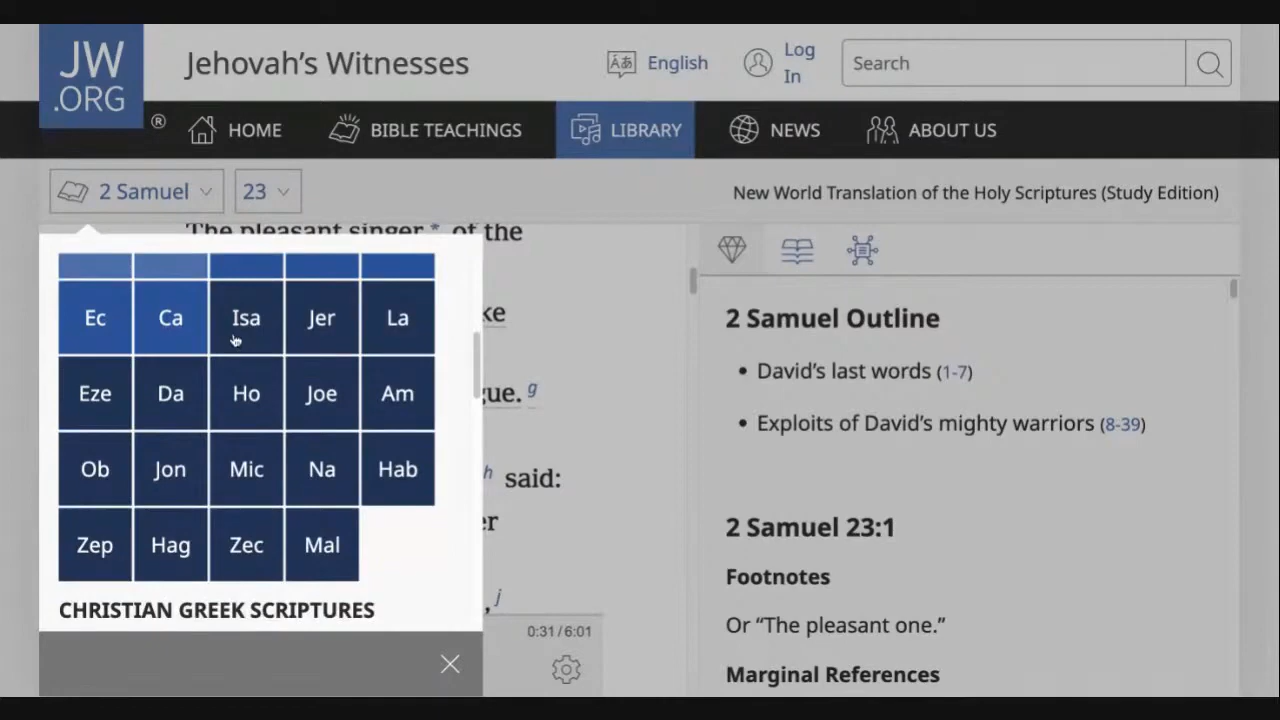 JW
.ORG
®
Jehovah's Witnesses
English
Log
In
Search
HOME
BIBLE TEACHINGS
LIBRARY
NEWS
ABOUT US
2 Samuel
23
New World Translation of the Holy Scriptures (Study Edition)
The pleasant singer * of the
ke
gue. g
h said:
er
, j
Ec Ca Isa Jer La
Eze Da Ho Joe Am
Ob Jon Mic Na Hab
Zep Hag Zec Mal
CHRISTIAN GREEK SCRIPTURES
0:31/6:01
2 Samuel Outline
• David's last words (1-7)
• Exploits of David's mighty warriors (8-39)
2 Samuel 23:1
Footnotes
Or “The pleasant one.”
Marginal References